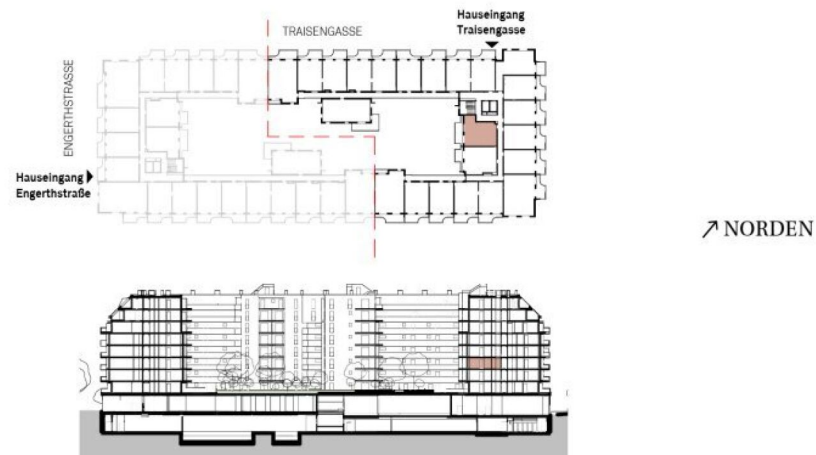 Hauseingang
Traisengasse
TRAISENGASSE
ENGERTHSTRASSE
Hauseingang
Engerthstraße
↗ NORDEN